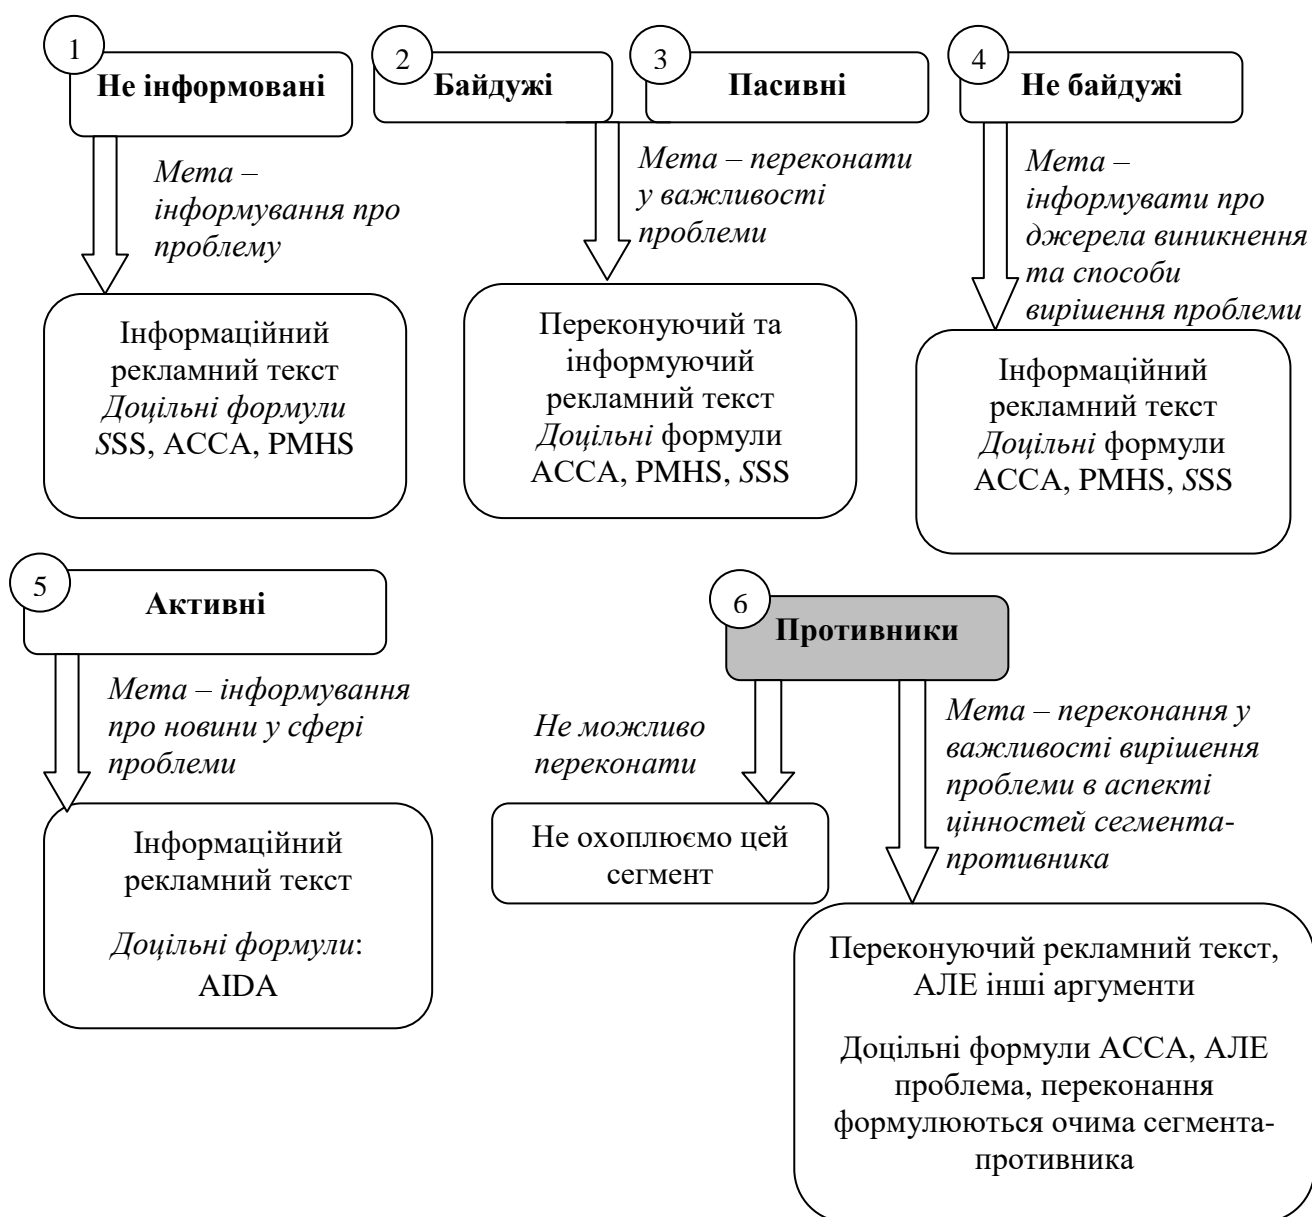 1
Не інформовані
Мета –
інформування про
проблему
Інформаційний
рекламний текст
Доцільні формули
SSS, ACCA, PMHS
2
Байдужі
3
Пасивні
Мета – переконати
у важливості
проблеми
Переконуючий та
інформуючий
рекламний текст
Доцільні формули
ACCA, PMHS, SSS
4
Не байдужі
Мета –
інформувати про
джерела виникнення
та способи
вирішення проблеми
Інформаційний
рекламний текст
Доцільні формули
ACCA, PMHS, SSS
5
Активні
Мета – інформування
про новини у сфері
проблеми
Інформаційний
рекламний текст
Доцільні формули:
AIDA
6
Противники
Не можливо
переконати
Не охоплюємо цей
сегмент
Мета – переконання у
важливості вирішення
проблеми в аспекті
цінностей сегмента-
противника
Переконуючий рекламний текст,
АЛЕ інші аргументи
Доцільні формули ACCA, АЛЕ
проблема, переконання
формулюються очима сегмента-
противника